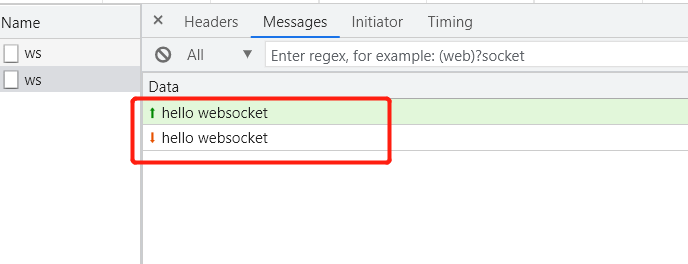 Name
ws
ws
× Headers Messages Initiator Timing
All ▼ Enter regex, for example: (web)?socket
Data
↑ hello websocket
↓ hello websocket